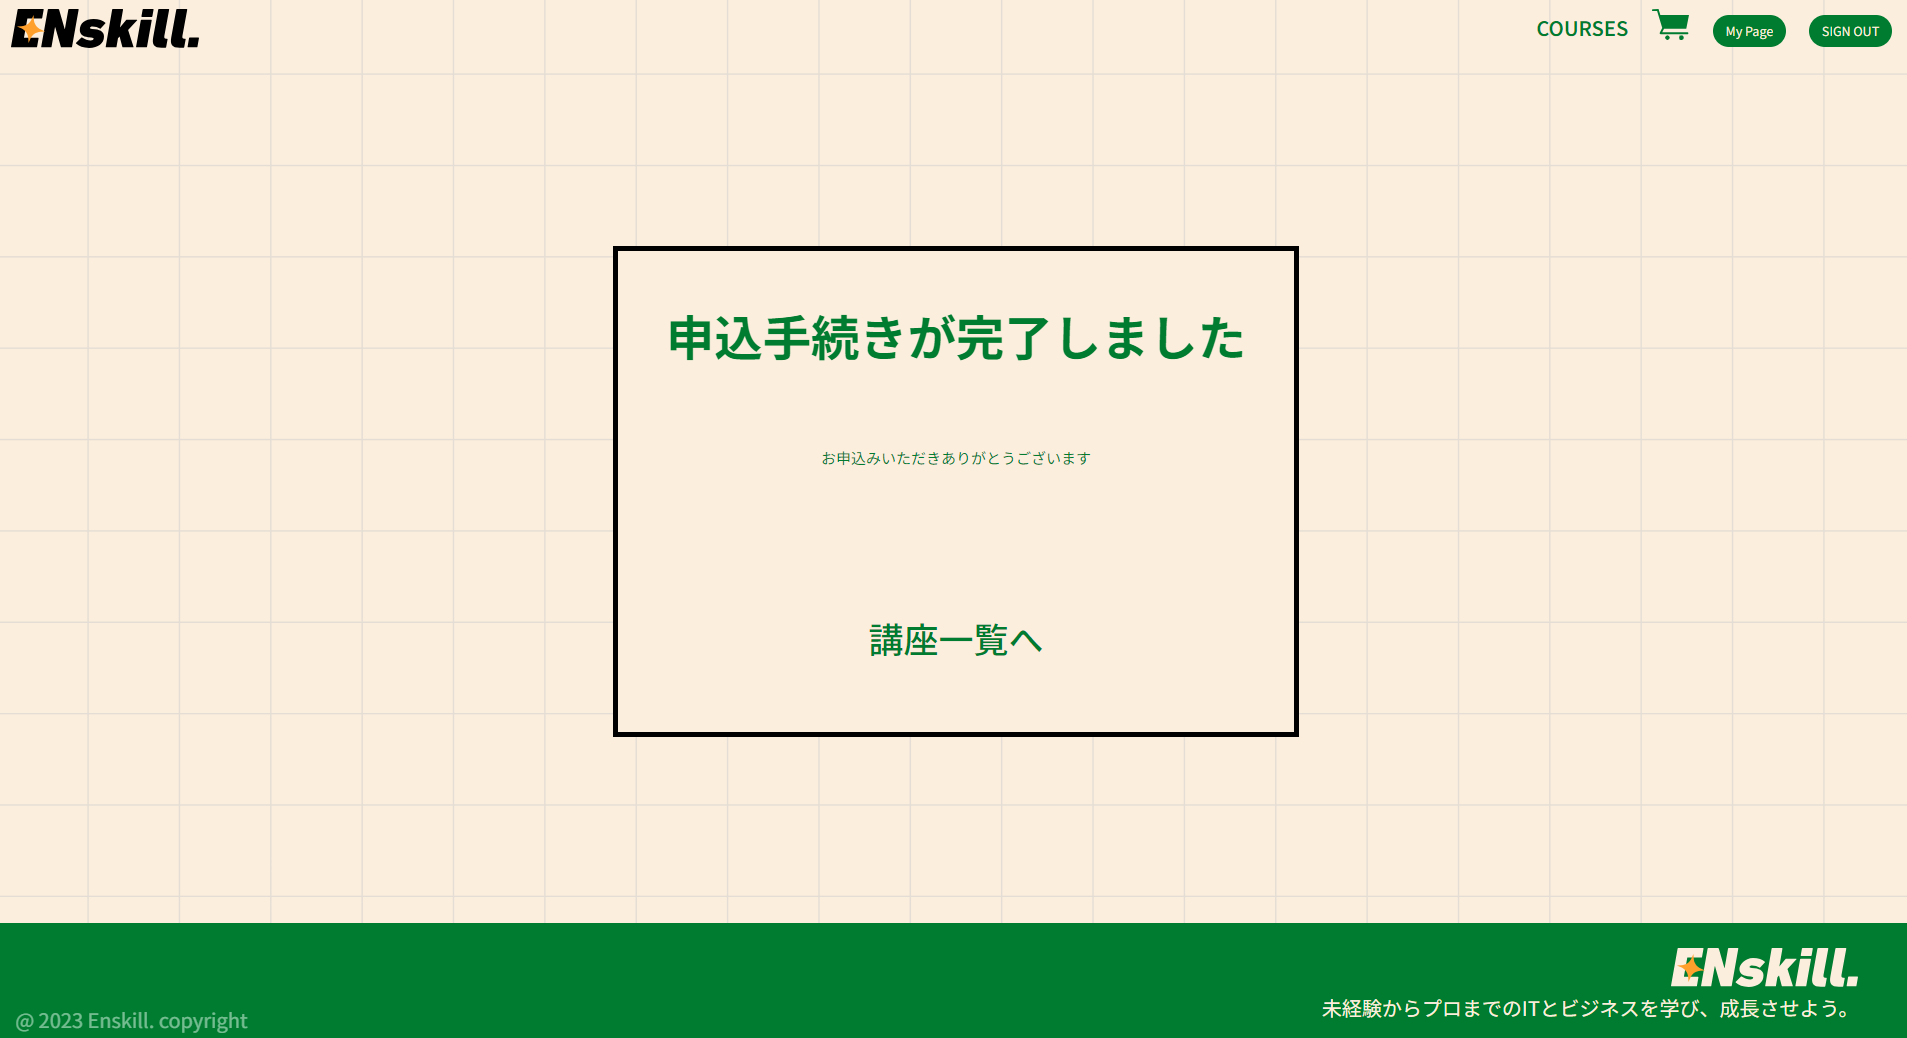 ENskill.
COURSES
My Page
SIGN OUT
申込手続きが完了しました
お申込みいただきありがとうございます
講座一覧へ
ENskill.
未経験からプロまでのITとビジネスを学び、成長させよう。
@ 2023 Enskill. copyright